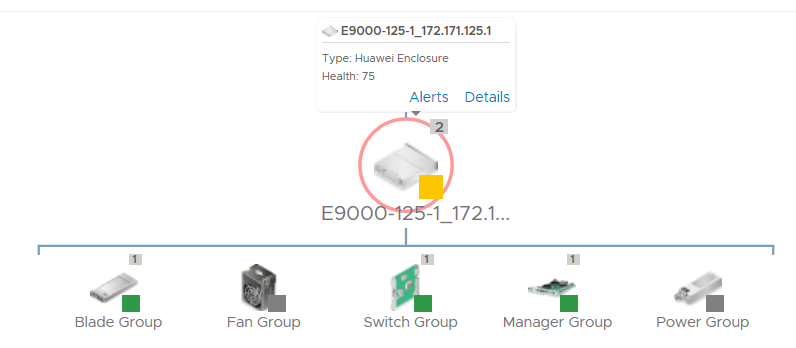 E9000-125-1_172.171.125.1
Type: Huawei Enclosure
Health: 75
Alerts Details
2
E9000-125-1_172.1...
1 1 1
Blade Group Fan Group Switch Group Manager Group Power Group